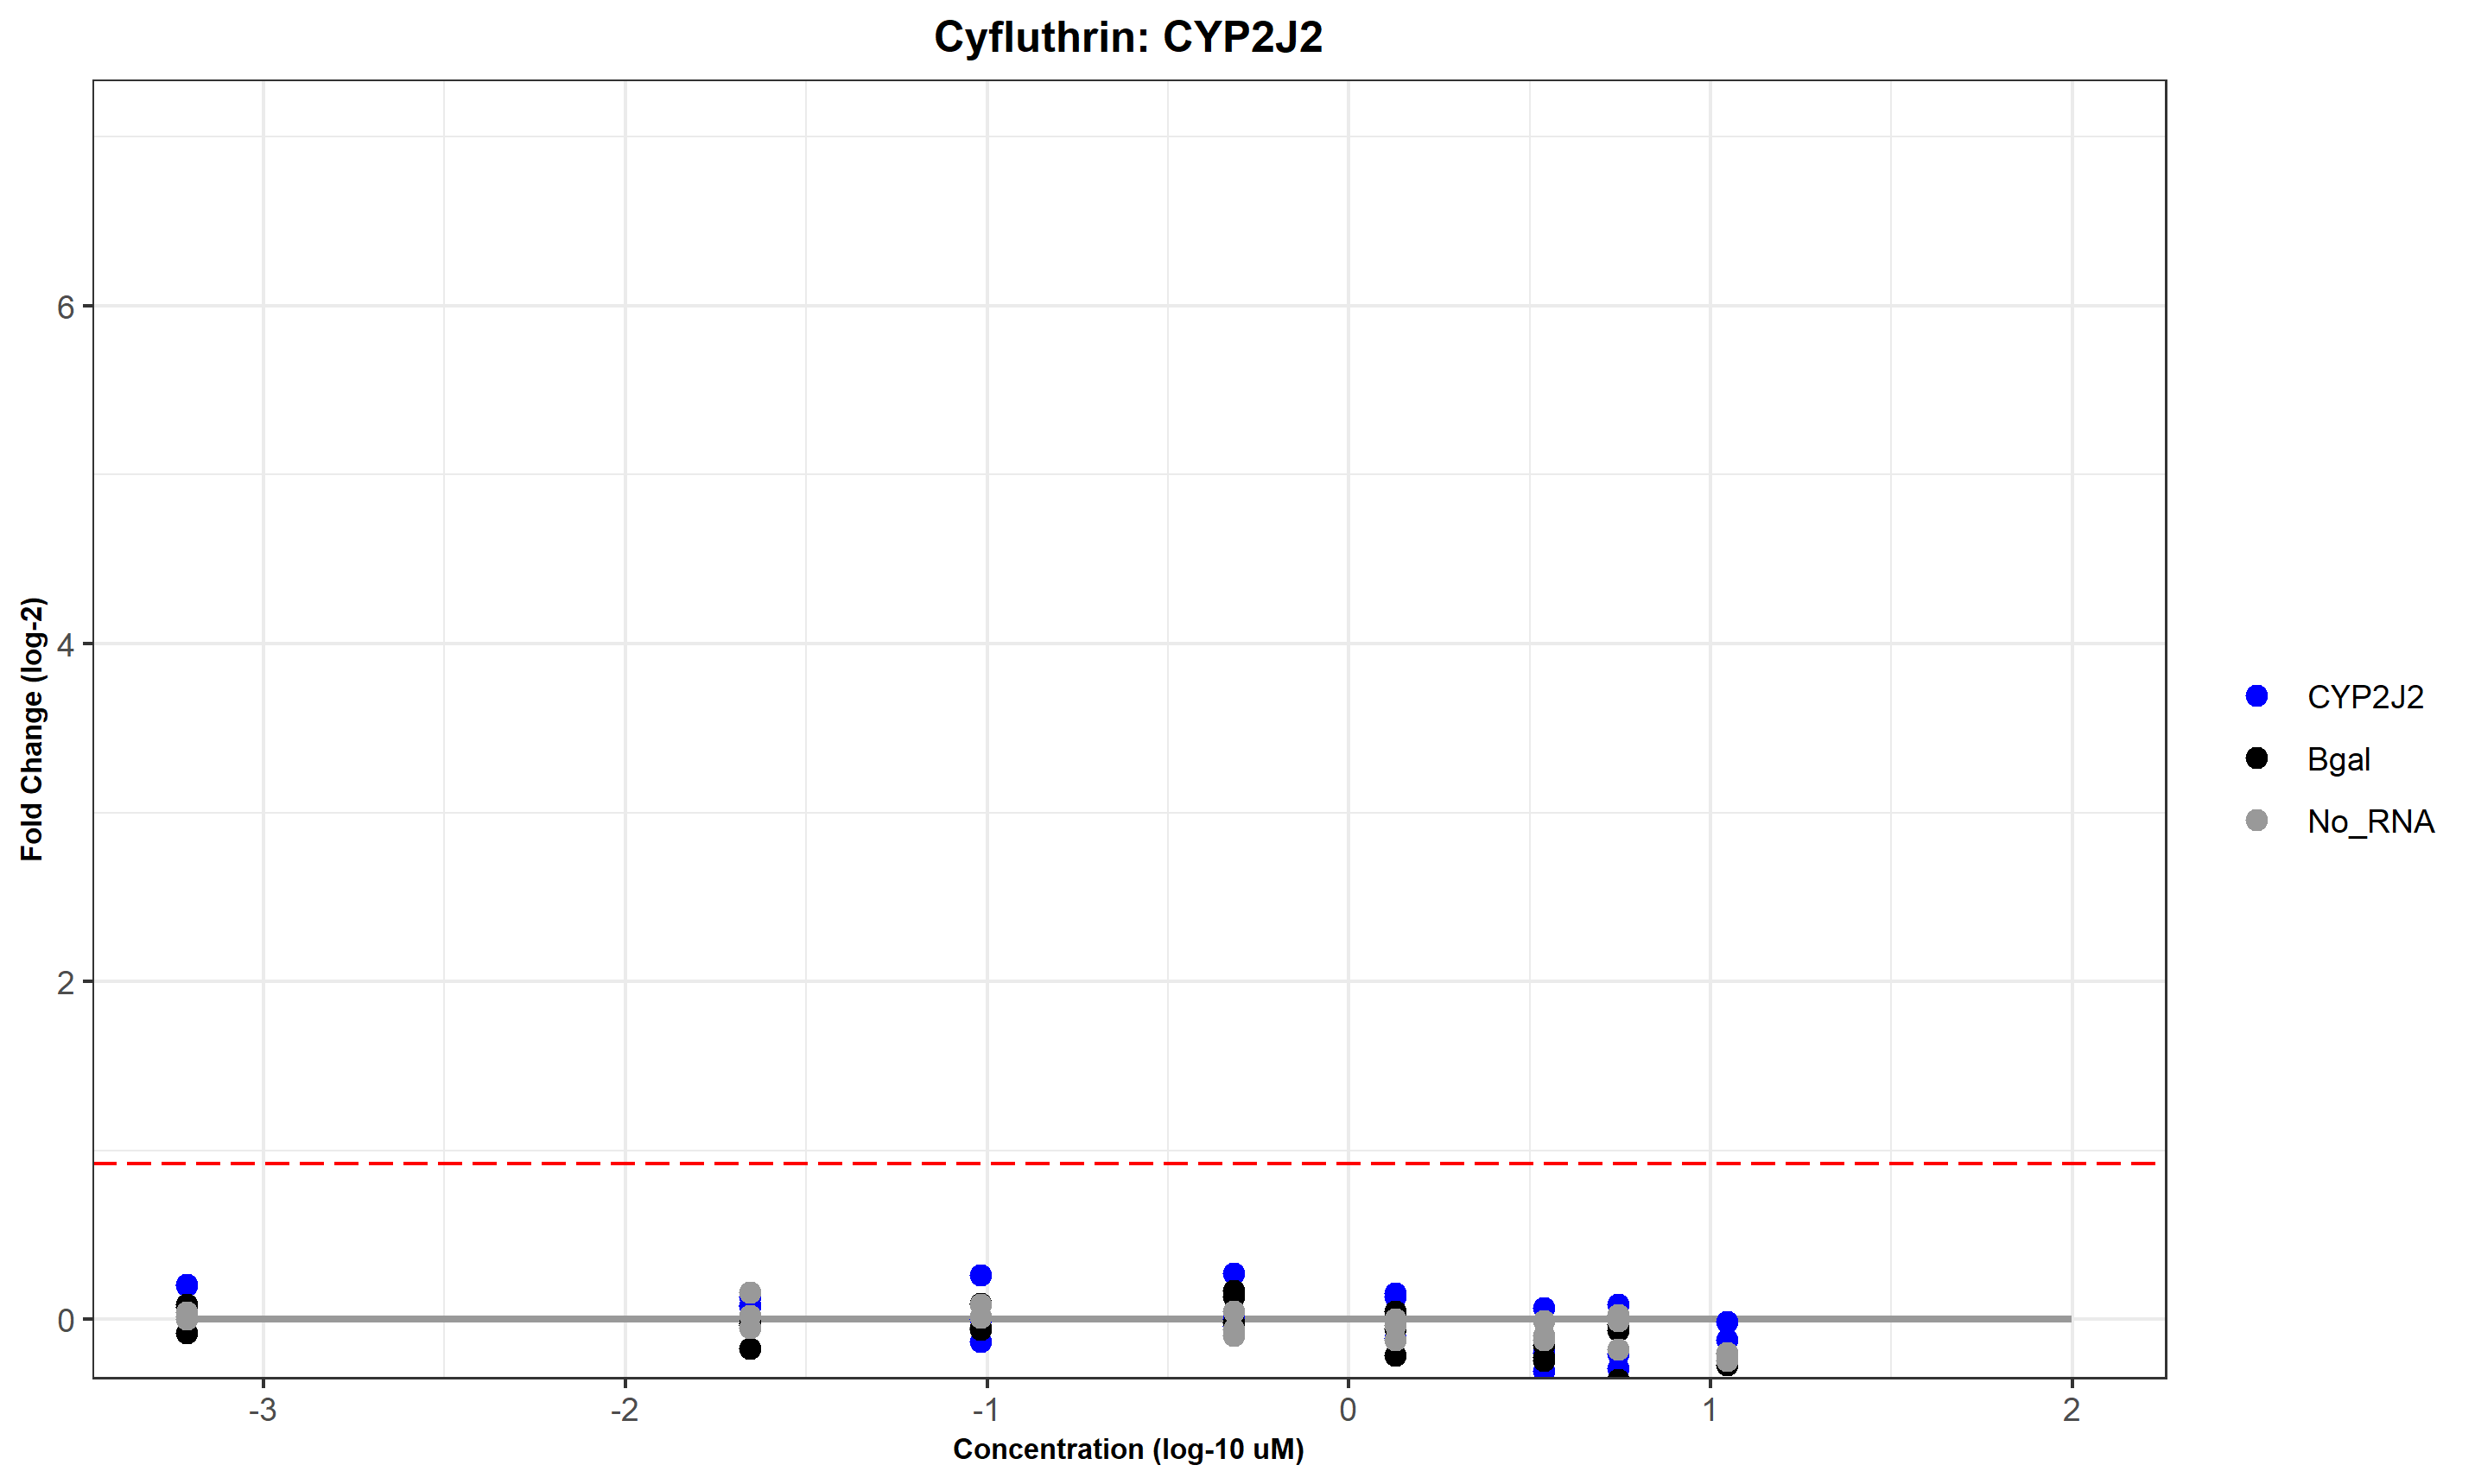 Cyfluthrin: CYP2J2
Fold Change (log-2)
6
4
2
0
-3
-2
-1
0
1
2
Concentration (log-10 uM)
CYP2J2
Bgal
No_RNA